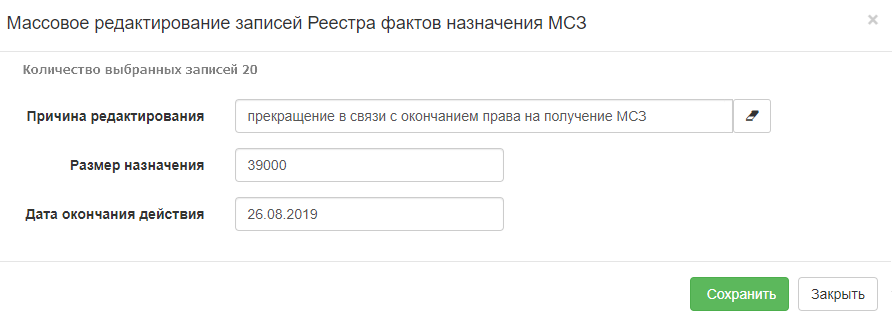 Массовое редактирование записей Реестра фактов назначения МСЗ
×
Количество выбранных записей 20
Причина редактирования
прекращение в связи с окончанием права на получение МСЗ
Размер назначения
39000
Дата окончания действия
26.08.2019
Сохранить
Закрыть